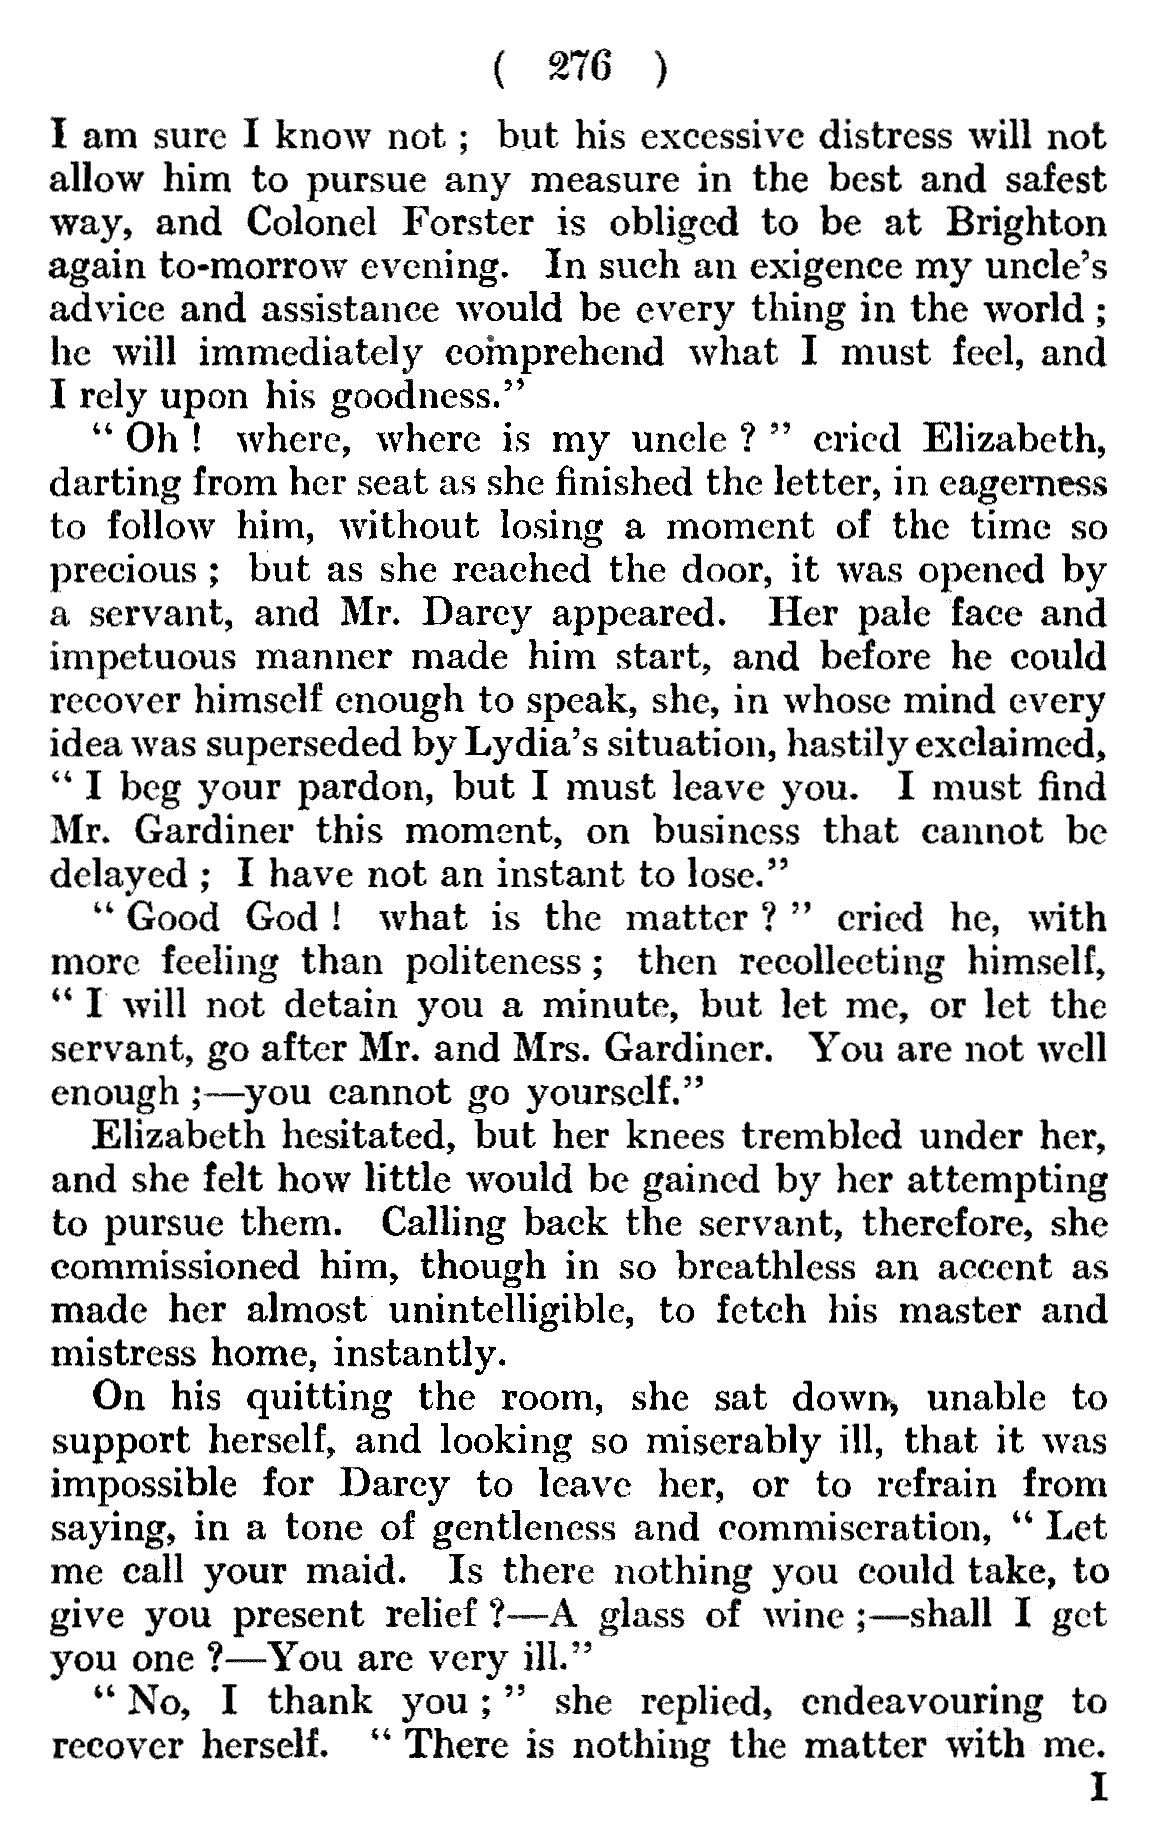 ( 276 )
I am sure I know not ; but his excessive distress will not
allow him to pursue any measure in the best and safest
way, and Colonel Forster is obliged to be at Brighton
again to-morrow evening. In such an exigence my uncle's
advice and assistance would be every thing in the world ;
he will immediately comprehend what I must feel, and
I rely upon his goodness."
" Oh ! where, where is my uncle ? " cried Elizabeth,
darting from her seat as she finished the letter, in eagerness
to follow him, without losing a moment of the time so
precious ; but as she reached the door, it was opened by
a servant, and Mr. Darcy appeared. Her pale face and
impetuous manner made him start, and before he could
recover himself enough to speak, she, in whose mind every
idea was superseded by Lydia's situation, hastily exclaimed,
" I beg your pardon, but I must leave you. I must find
Mr. Gardiner this moment, on business that cannot be
delayed ; I have not an instant to lose."
" Good God ! what is the matter ? " cried he, with
more feeling than politeness ; then recollecting himself,
" I will not detain you a minute, but let me, or let the
servant, go after Mr. and Mrs. Gardiner. You are not well
enough ;—you cannot go yourself."
Elizabeth hesitated, but her knees trembled under her,
and she felt how little would be gained by her attempting
to pursue them. Calling back the servant, therefore, she
commissioned him, though in so breathless an accent as
made her almost unintelligible, to fetch his master and
mistress home, instantly.
On his quitting the room, she sat down, unable to
support herself, and looking so miserably ill, that it was
impossible for Darcy to leave her, or to refrain from
saying, in a tone of gentleness and commiseration, " Let
me call your maid. Is there nothing you could take, to
give you present relief ?—A glass of wine ;—shall I get
you one ?—You are very ill."
" No, I thank you ; " she replied, endeavouring to
recover herself. " There is nothing the matter with me.
I